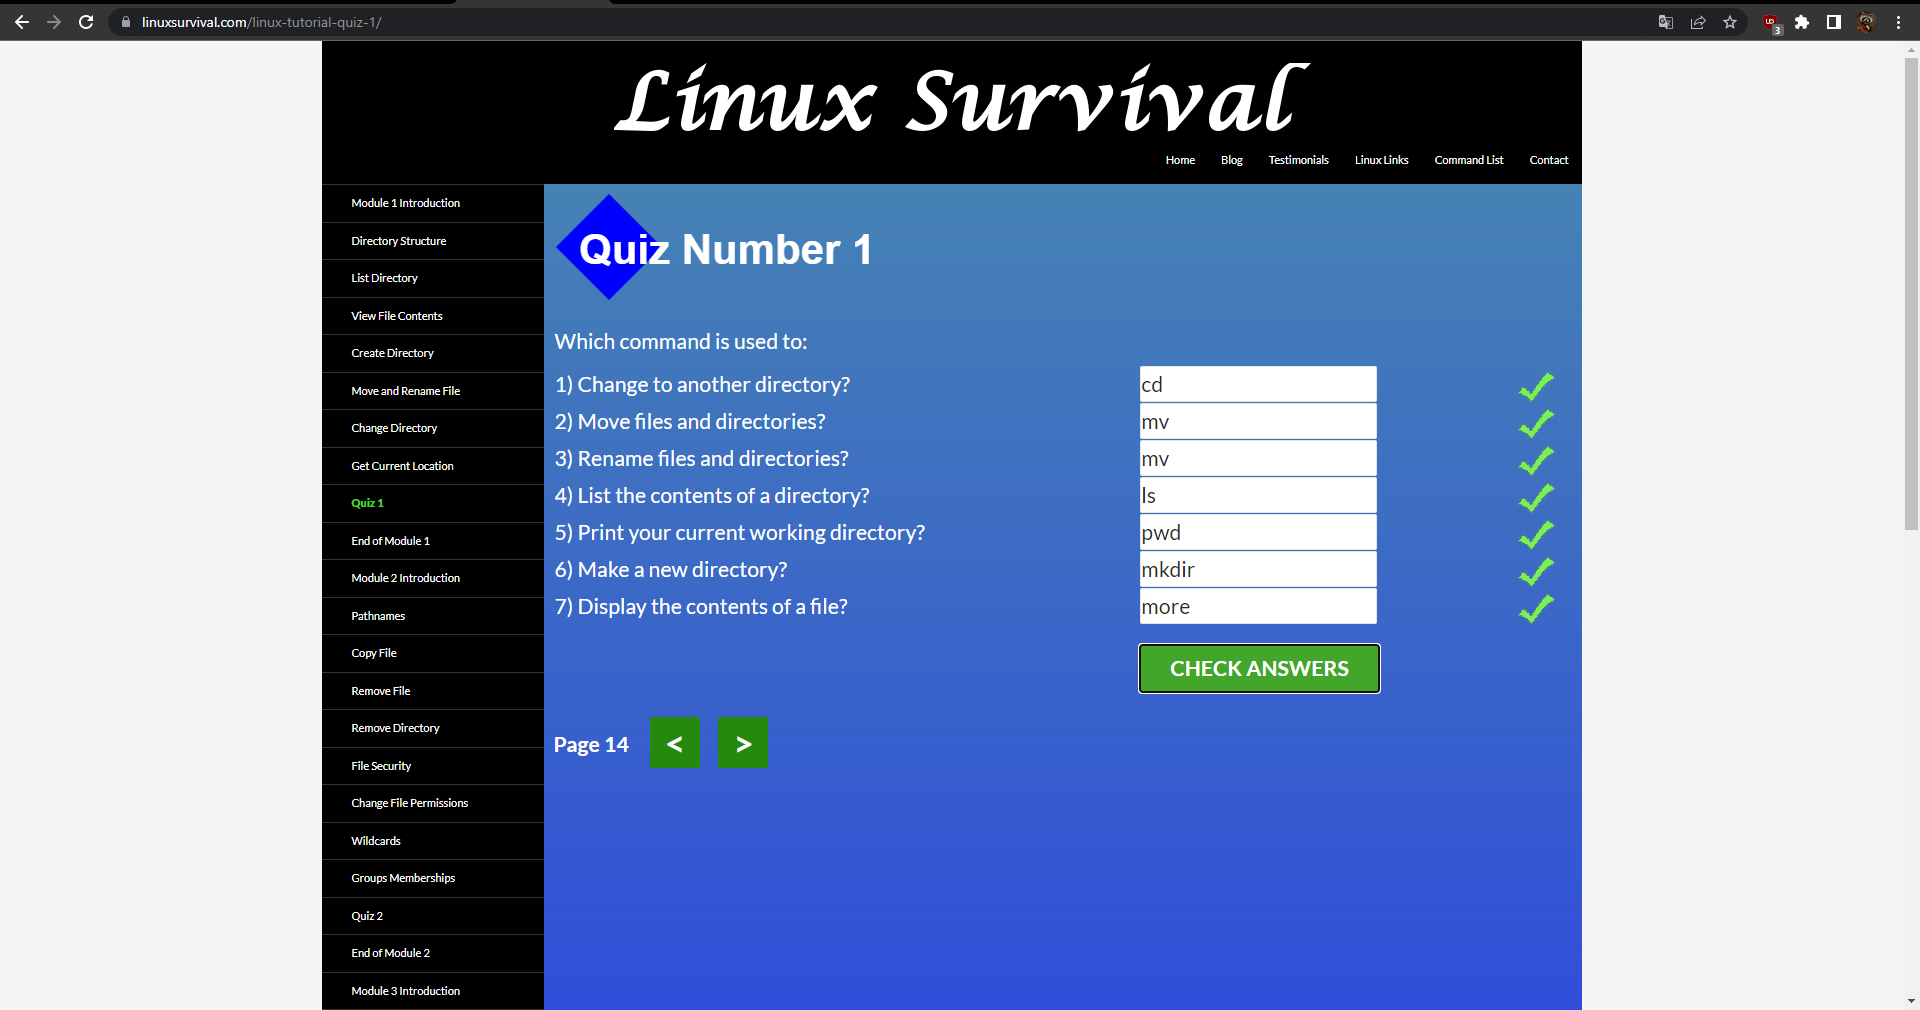 linuxsurvival.com/linux-tutorial-quiz-1/
3
Linux Survival
Home Blog Testimonials Linux Links Command List Contact
Module 1 Introduction
Directory Structure
List Directory
View File Contents
Create Directory
Move and Rename File
Change Directory
Get Current Location
Quiz 1
End of Module 1
Module 2 Introduction
Pathnames
Copy File
Remove File
Remove Directory
File Security
Change File Permissions
Wildcards
Groups Memberships
Quiz 2
End of Module 2
Module 3 Introduction
Quiz Number 1
Which command is used to:
1) Change to another directory? cd
2) Move files and directories? mv
3) Rename files and directories? mv
4) List the contents of a directory? ls
5) Print your current working directory? pwd
6) Make a new directory? mkdir
7) Display the contents of a file? more
CHECK ANSWERS
Page 14 < >